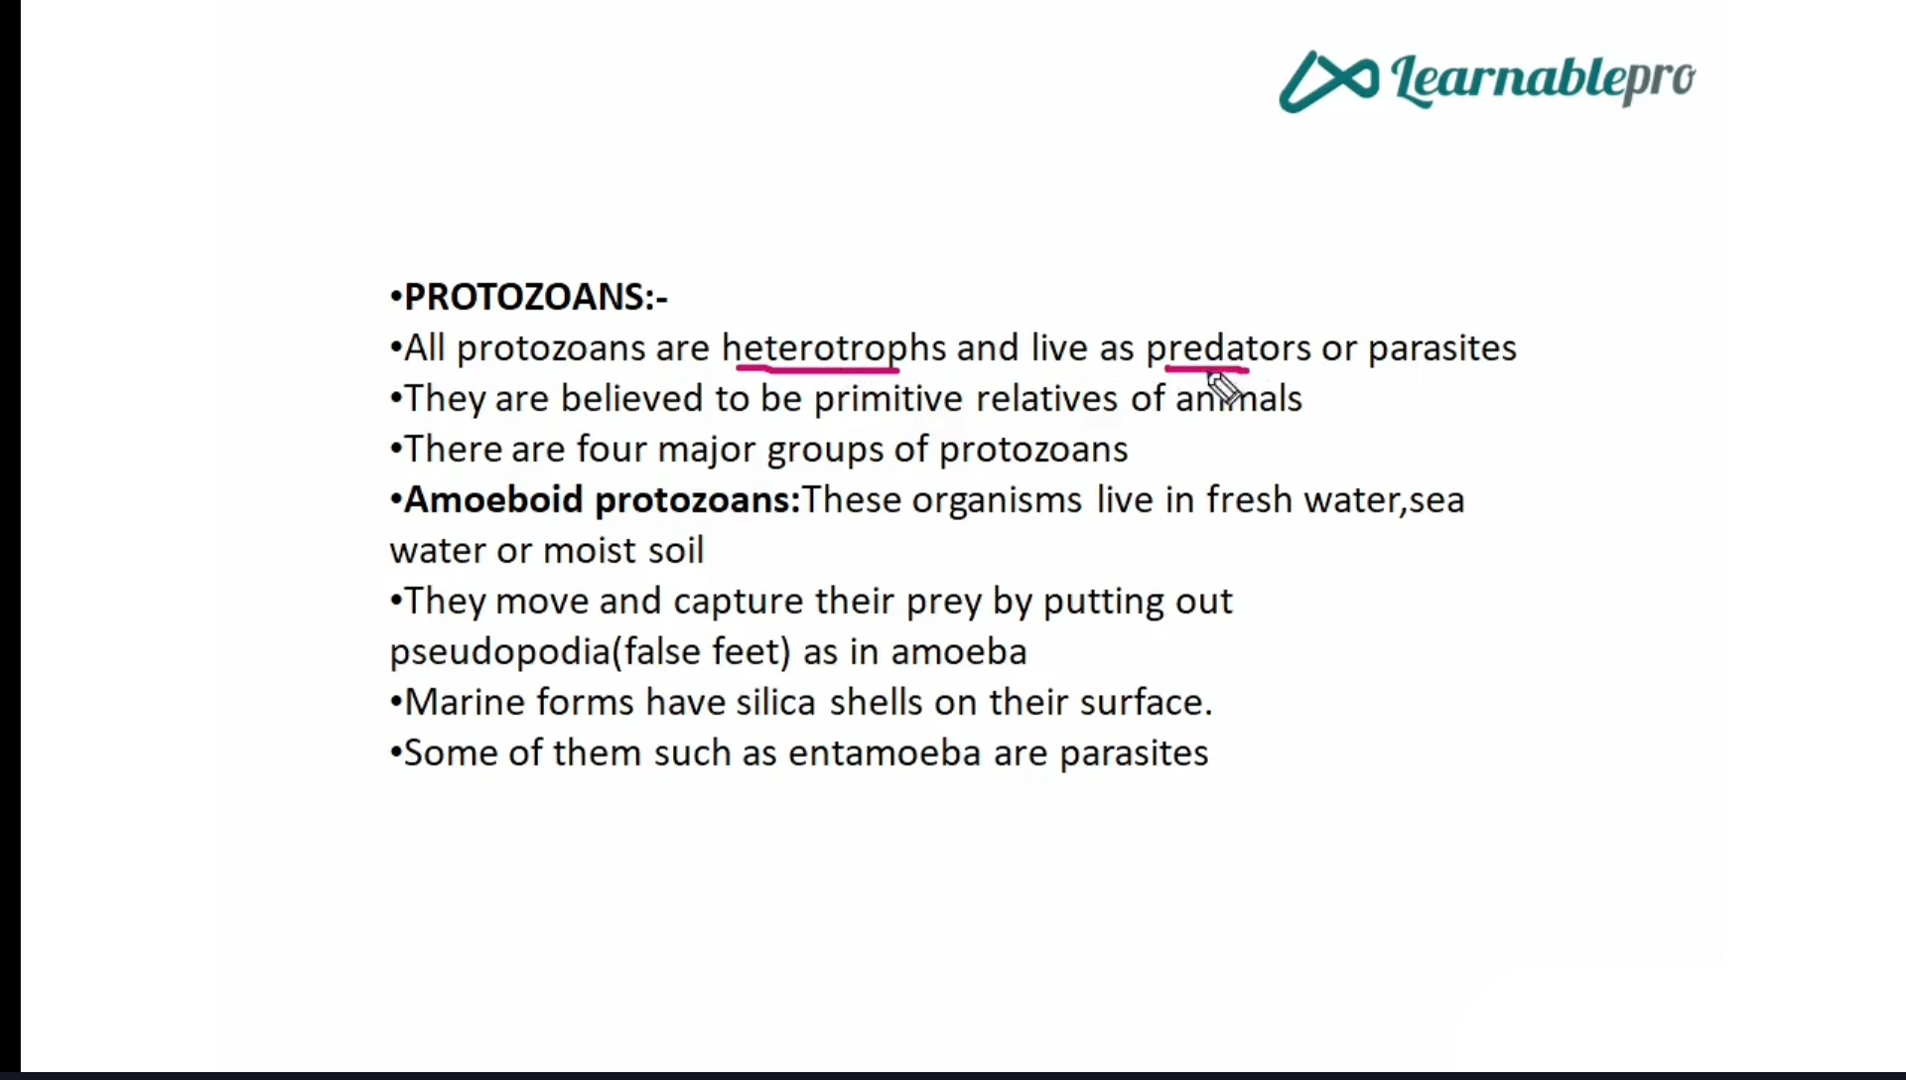 Learnablepro
•PROTOZOANS:-
•All protozoans are heterotrophs and live as predators or parasites
•They are believed to be primitive relatives of animals
•There are four major groups of protozoans
•Amoeboid protozoans:These organisms live in fresh water,sea
water or moist soil
•They move and capture their prey by putting out
pseudopodia(false feet) as in amoeba
•Marine forms have silica shells on their surface.
•Some of them such as entamoeba are parasites